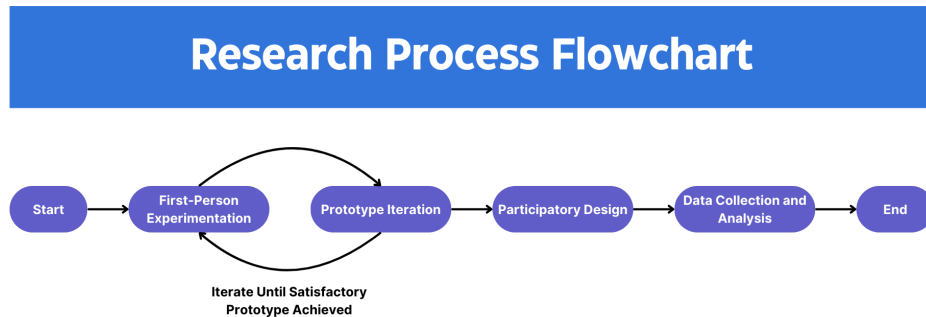 Research Process Flowchart
Start
First-Person
Experimentation
Prototype Iteration
Participatory Design
Data Collection and
Analysis
End
Iterate Until Satisfactory
Prototype Achieved